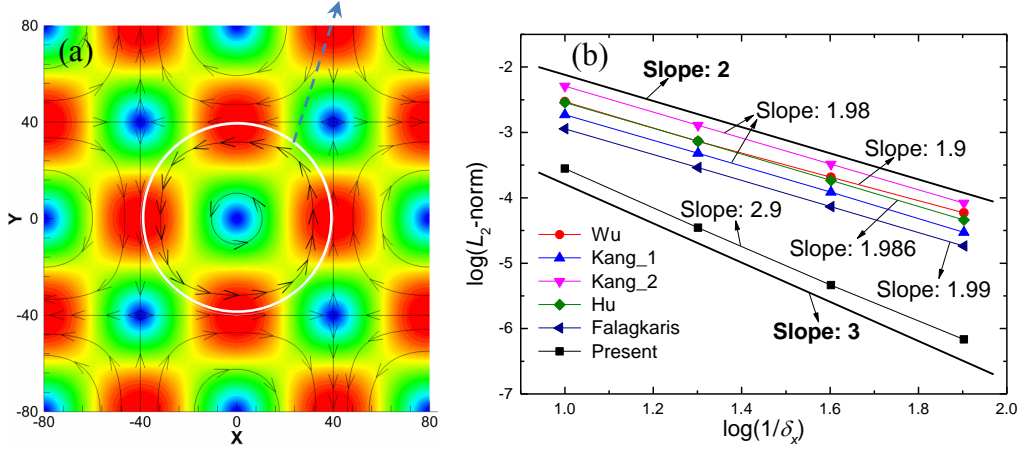 (a)
80
40
0
-40
-80
-80
-40
0
40
80
Y
X
(b)
-2
-3
-4
-5
-6
-7
1.0
1.2
1.4
1.6
1.8
2.0
log(L2-norm)
log(1/δx)
Slope: 2
Slope: 1.98
Slope: 1.9
Slope: 2.9
Slope: 1.986
Slope: 1.99
Slope: 3
Wu
Kang_1
Kang_2
Hu
Falagkaris
Present